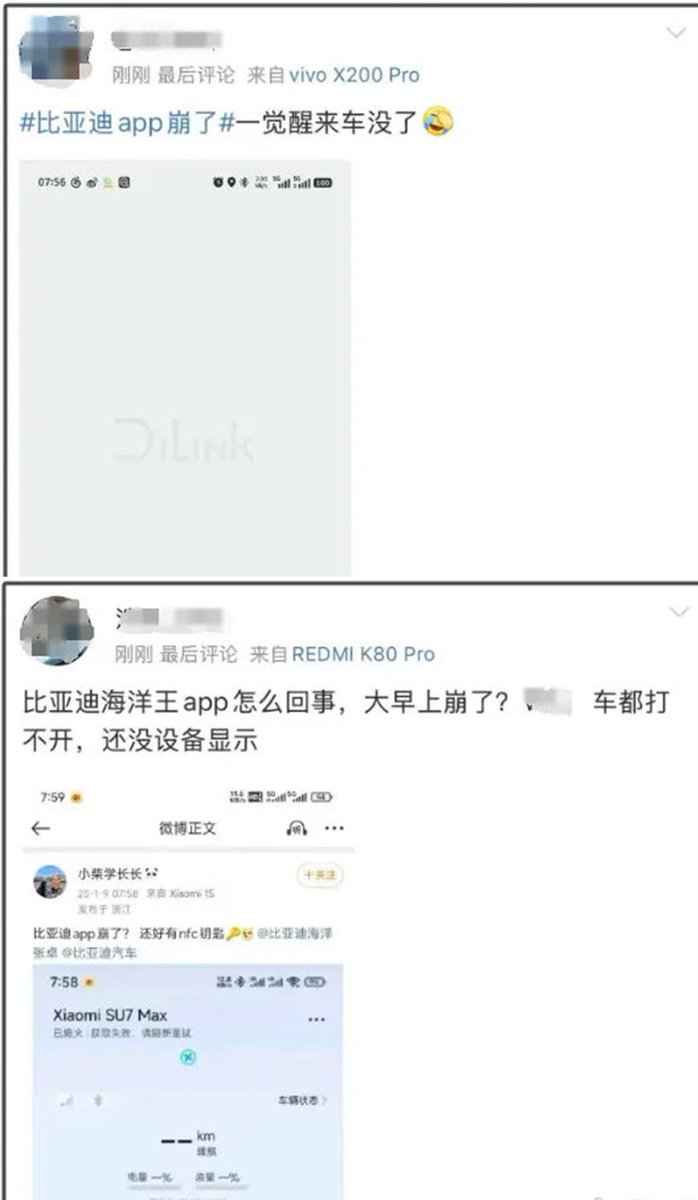 刚刚 最后评论 来自 vivo X200 Pro
#比亚迪app崩了#一觉醒来车没了
07:56
100
DiLink
刚刚 最后评论 来自 REDMI K80 Pro
比亚迪海洋王app怎么回事，大早上崩了？ 车都打
不开，还没设备显示
7:59
微博正文
小柴学长长
+关注
25-1-9 07:58 来自 Xiaomi 15
发布于 浙江
比亚迪app崩了？ 还好有nfc钥匙 @比亚迪海洋
张卓 @比亚迪汽车
7:58
Xiaomi SU7 Max
已熄火 获取失败，请刷新重试
车辆状态
-- km
续航
电量 --% 油量 --%